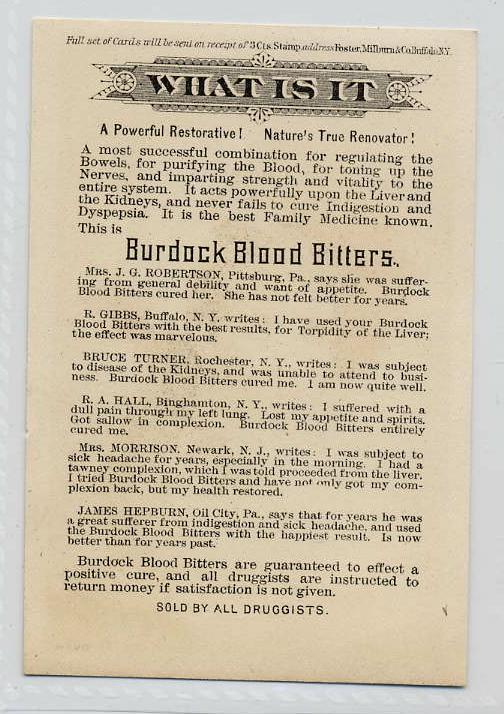 Full set of Cards will be sent on receipt of 3 Cts. Stamp. address Foster, Milburn & Co. Buffalo N.Y.
WHAT IS IT
A Powerful Restorative! Nature's True Renovator!
A most successful combination for regulating the
Bowels, for purifying the Blood, for toning up the
Nerves, and imparting strength and vitality to the
entire system. It acts powerfully upon the Liver and
the Kidneys, and never fails to cure Indigestion and
Dyspepsia. It is the best Family Medicine known.
This is
Burdock Blood Bitters.
MRS. J. G. ROBERTSON, Pittsburg, Pa., says she was suffer-
ing from general debility and want of appetite. Burdock
Blood Bitters cured her. She has not felt better for years.
R. GIBBS, Buffalo, N. Y. writes: I have used your Burdock
Blood Bitters with the best results, for Torpidity of the Liver;
the effect was marvelous.
BRUCE TURNER, Rochester, N. Y., writes: I was subject
to disease of the Kidneys, and was unable to attend to busi-
ness. Burdock Blood Bitters cured me. I am now quite well.
R. A. HALL, Binghamton, N. Y., writes: I suffered with a
dull pain through my left lung. Lost my appetite and spirits.
Got sallow in complexion. Burdock Blood Bitters entirely
cured me.
MRS. MORRISON, Newark, N. J., writes: I was subject to
sick headache for years, especially in the morning. I had a
tawney complexion, which I was told proceeded from the liver.
I tried Burdock Blood Bitters and have not only got my com-
plexion back, but my health restored.
JAMES HEPBURN, Oil City, Pa., says that for years he was
a great sufferer from indigestion and sick headache, and used
the Burdock Blood Bitters with the happiest result. Is now
better than for years past.
Burdock Blood Bitters are guaranteed to effect a
positive cure, and all druggists are instructed to
return money if satisfaction is not given.
SOLD BY ALL DRUGGISTS.